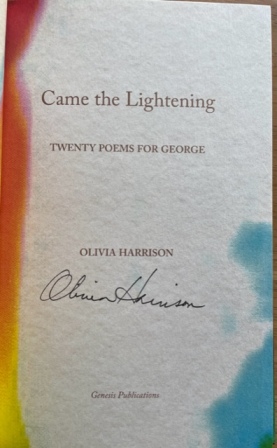 Came the Lightening
TWENTY POEMS FOR GEORGE
OLIVIA HARRISON
Olivia Harrison
Genesis Publications